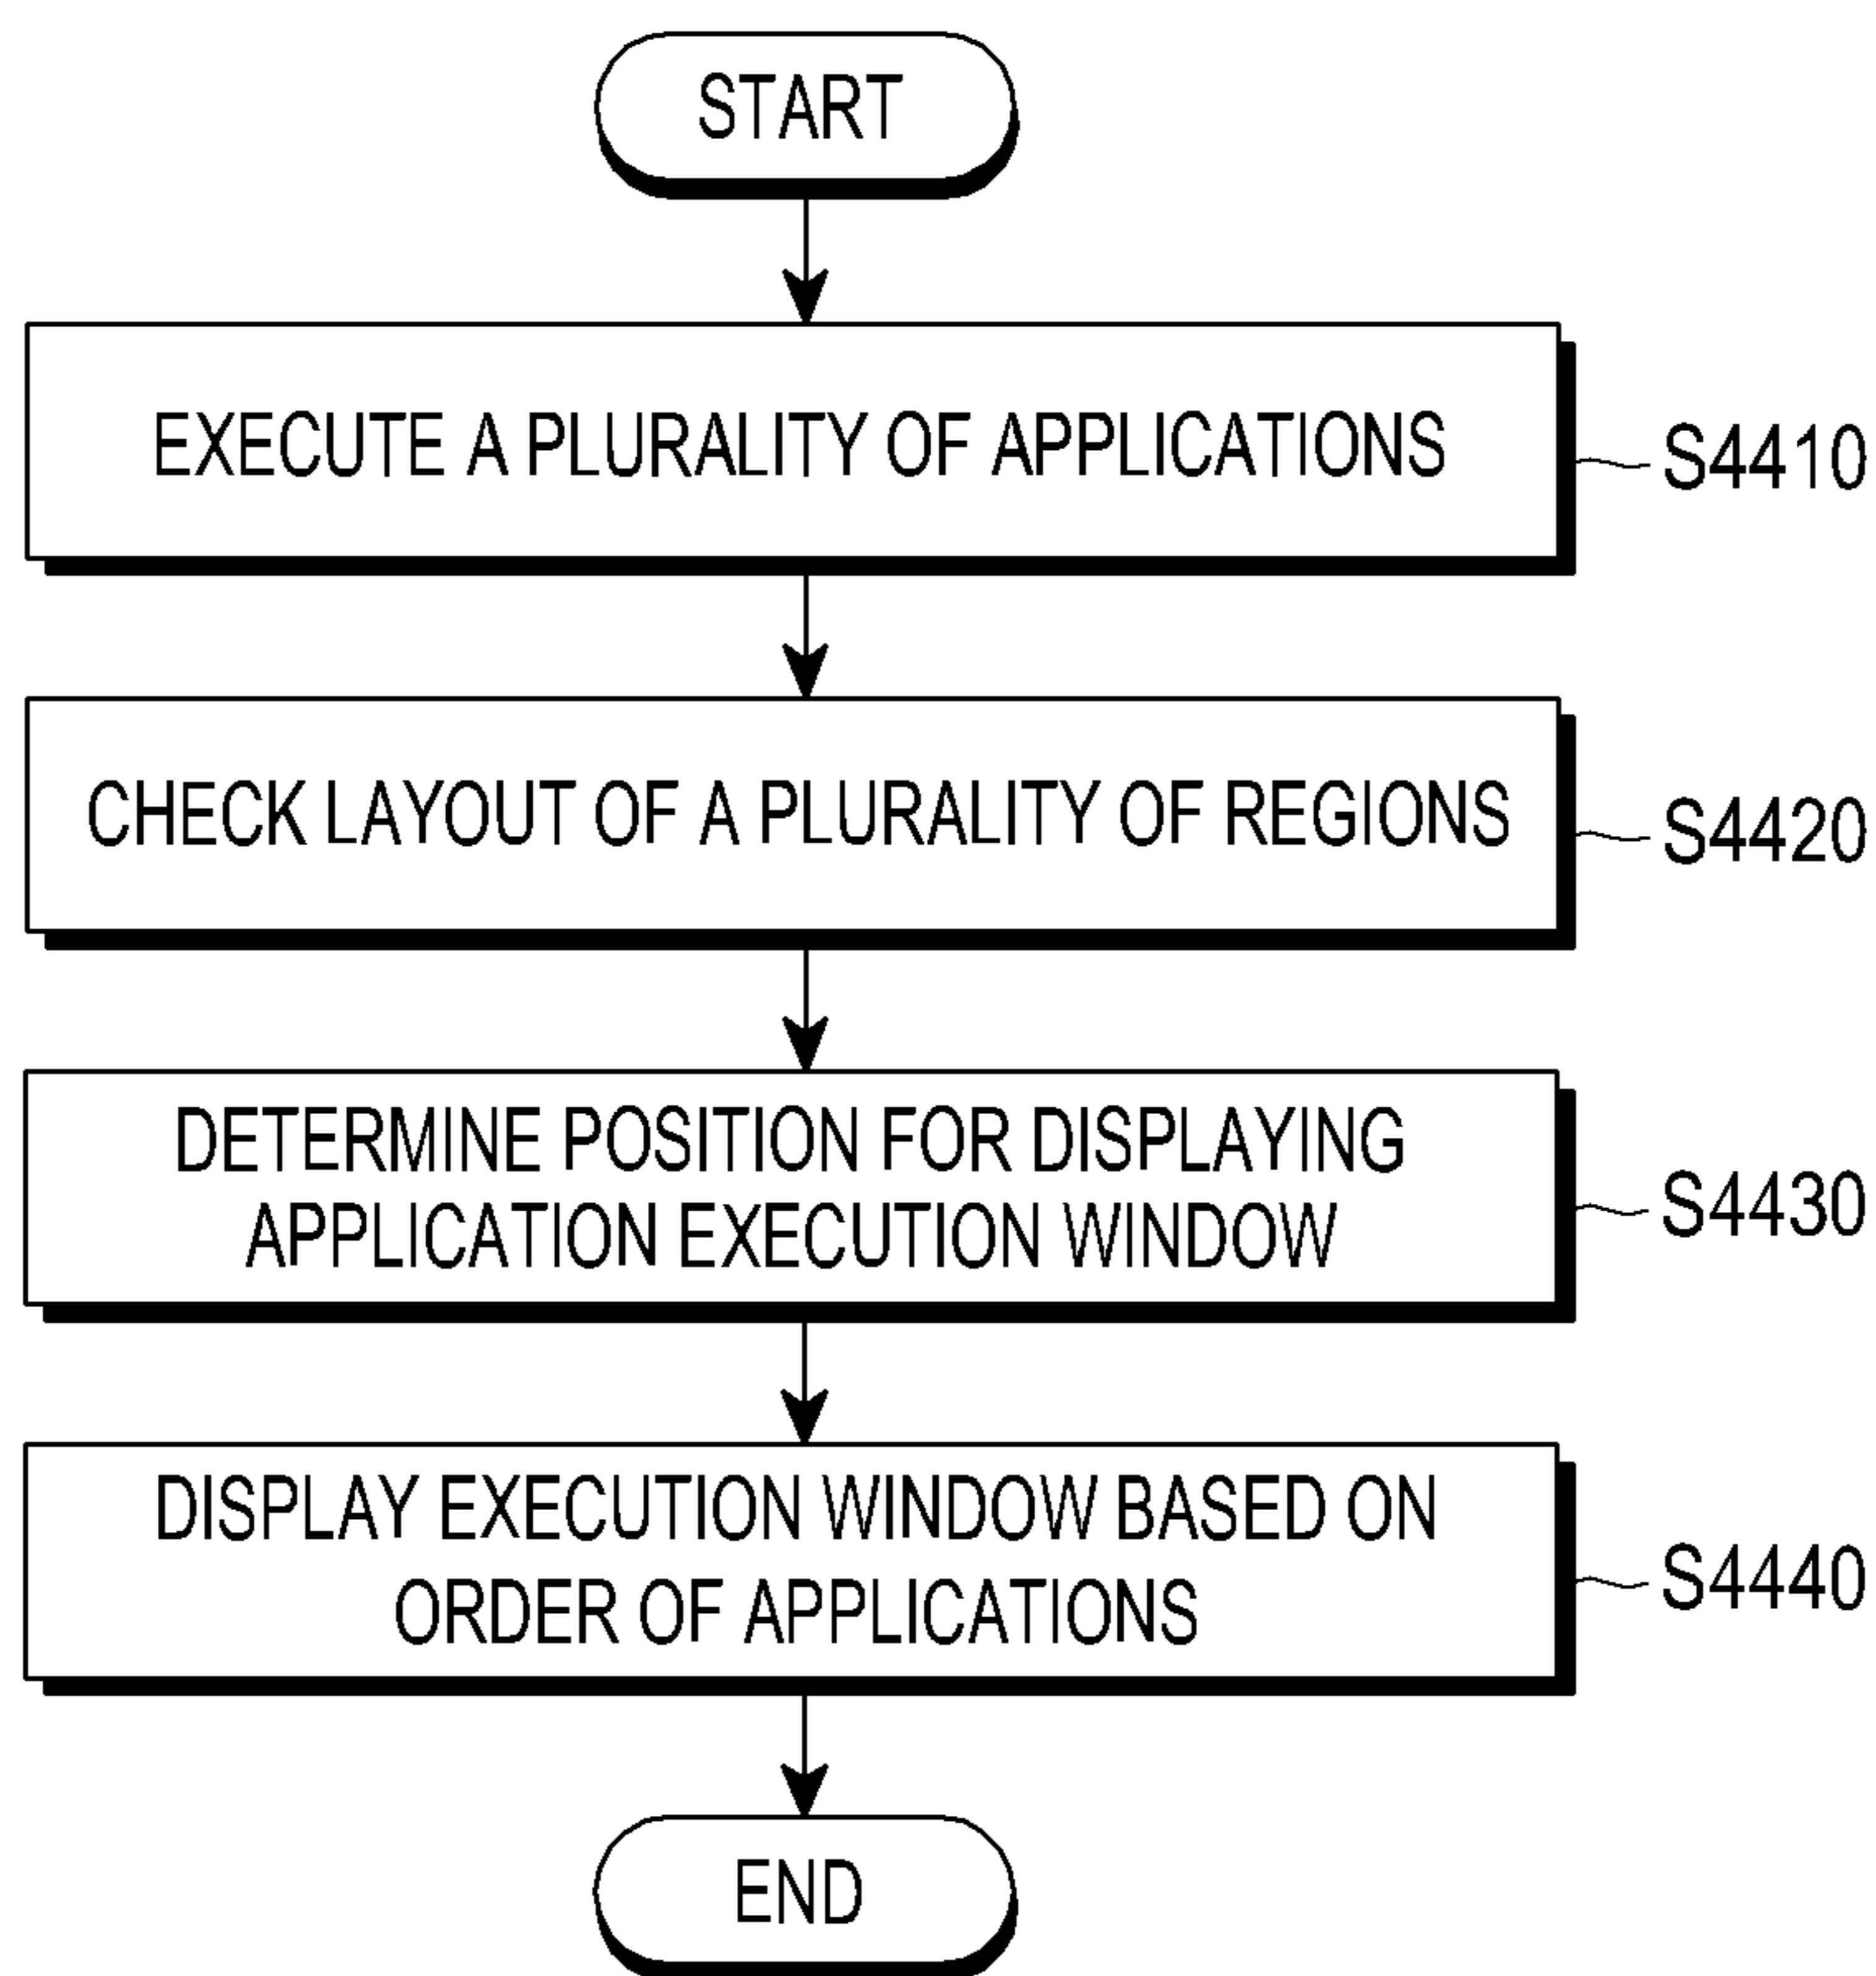 START
EXECUTE A PLURALITY OF APPLICATIONS
S4410
CHECK LAYOUT OF A PLURALITY OF REGIONS
S4420
DETERMINE POSITION FOR DISPLAYING
APPLICATION EXECUTION WINDOW
S4430
DISPLAY EXECUTION WINDOW BASED ON
ORDER OF APPLICATIONS
S4440
END